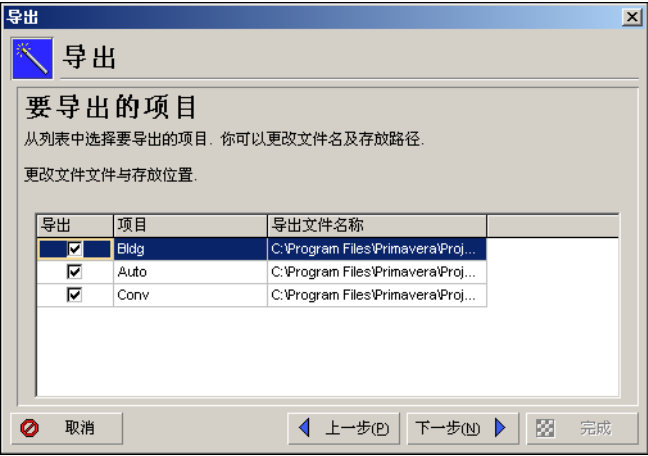 导出
导出
要导出的项目
从列表中选择要导出的项目. 你可以更改文件名及存放路径.
更改文件文件与存放位置.
导出 项目 导出文件名称
Bldg C:\Program Files\Primavera\Proj...
Auto C:\Program Files\Primavera\Proj...
Conv C:\Program Files\Primavera\Proj...
取消 上一步(P) 下一步(N) 完成